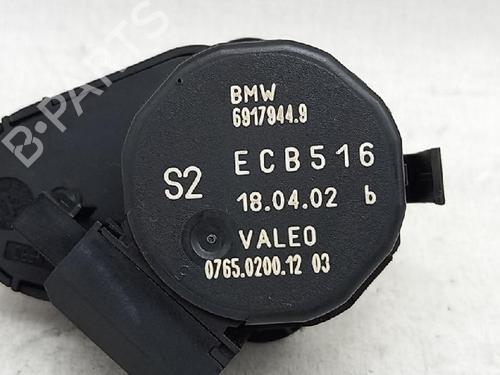 B-PARTS
BMW
6917944.9
S2 ECB516
18.04.02 b
VALEO
0765.0200.12 03